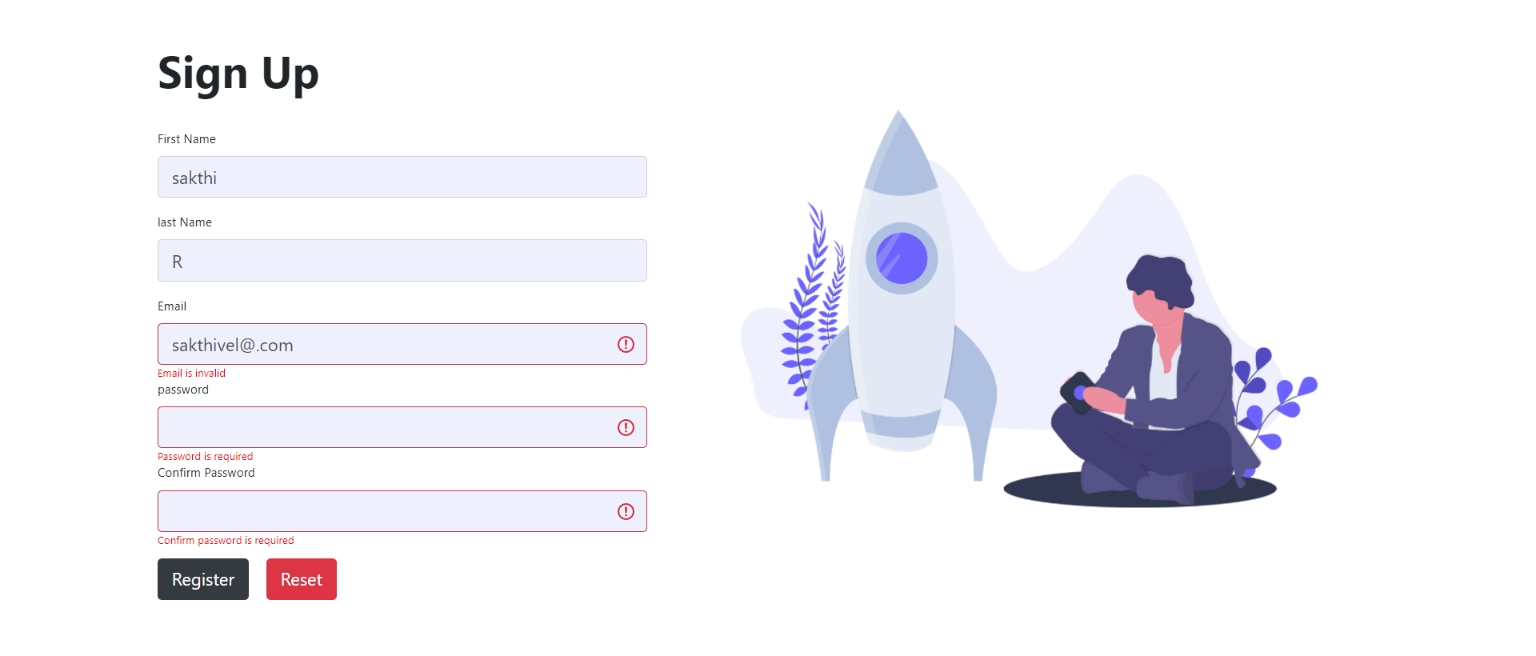 Sign Up
First Name
sakthi
last Name
R
Email
sakthivel@.com
Email is invalid
password
Password is required
Confirm Password
Confirm password is required
Register Reset